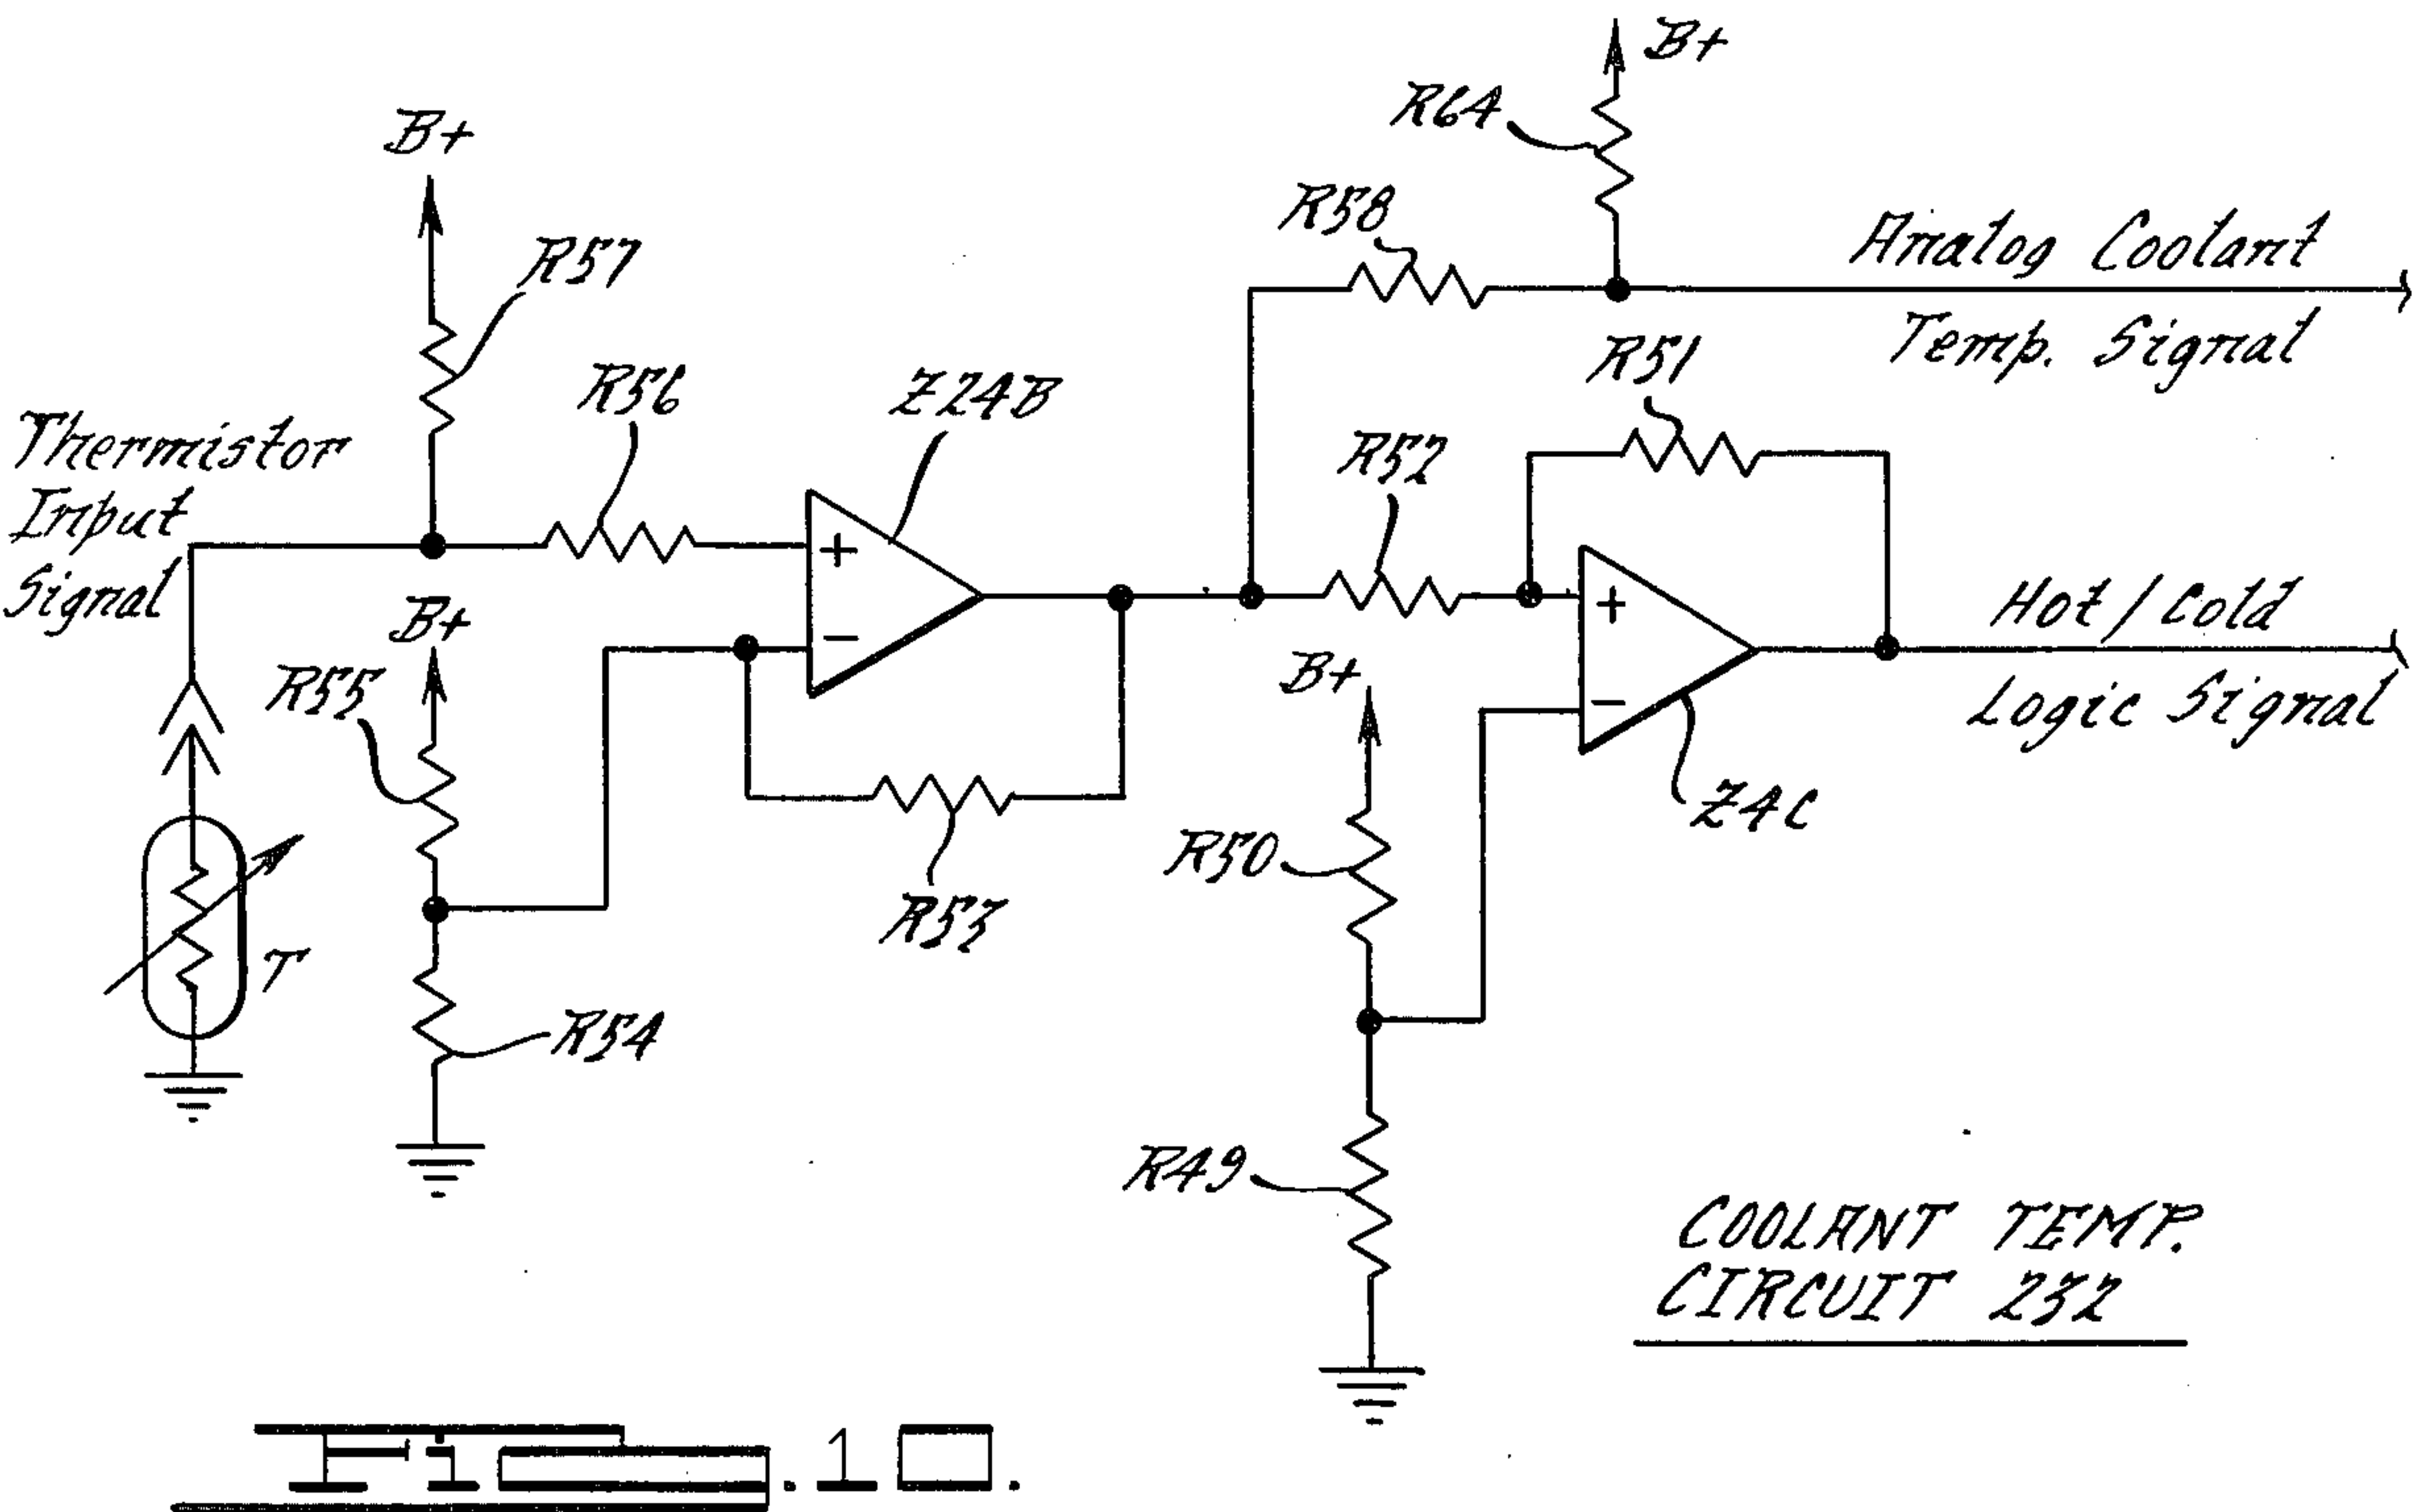 B+
R64
B+
R58
R57
Analog Coolant
Temp. Signal
R56
Z24B
R51
Thermistor
Input
Signal
R52
+
-
B+
R55
+
-
Hot/Cold
Logic Signal
B+
Z4C
R50
R53
T
R54
R49
COOLANT TEMP.
CIRCUIT 232
Fig. 10.